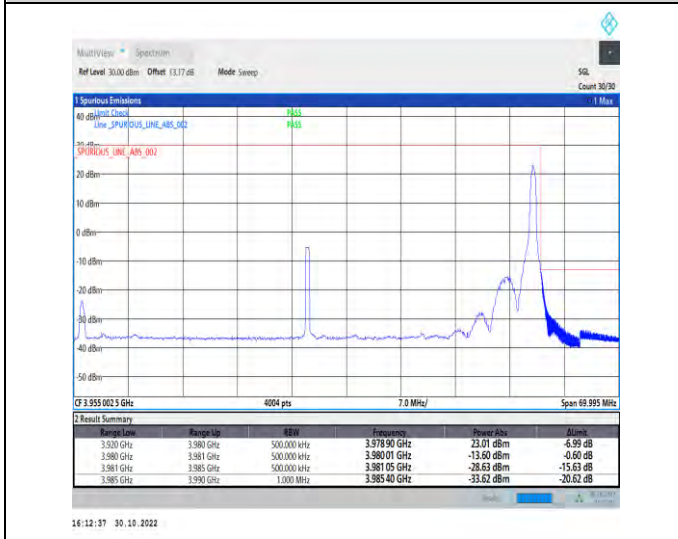 MultiView Spectrum
Ref Level 30.00 dBm Offset 13.17 dB Mode Sweep SGL
Count 30/30
1 Spurious Emissions 1 Max
40 dBm Limit Check PASS
Line _SPURIOUS_LINE_ABS_002 PASS
30 dBm
_SPURIOUS_LINE_ABS_002
20 dBm
10 dBm
0 dBm
-10 dBm
-20 dBm
-30 dBm
-40 dBm
-50 dBm
CF 3.955 002 5 GHz 4004 pts 7.0 MHz/ Span 69.995 MHz
2 Result Summary
Range Low Range Up RBW Frequency Power Abs ΔLimit
3.920 GHz 3.980 GHz 500.000 kHz 3.978 90 GHz 23.01 dBm -6.99 dB
3.980 GHz 3.981 GHz 500.000 kHz 3.980 01 GHz -13.60 dBm -0.60 dB
3.981 GHz 3.985 GHz 500.000 kHz 3.981 05 GHz -28.63 dBm -15.63 dB
3.985 GHz 3.990 GHz 1.000 MHz 3.985 40 GHz -33.62 dBm -20.62 dB
Ready
16:12:37 30.10.2022